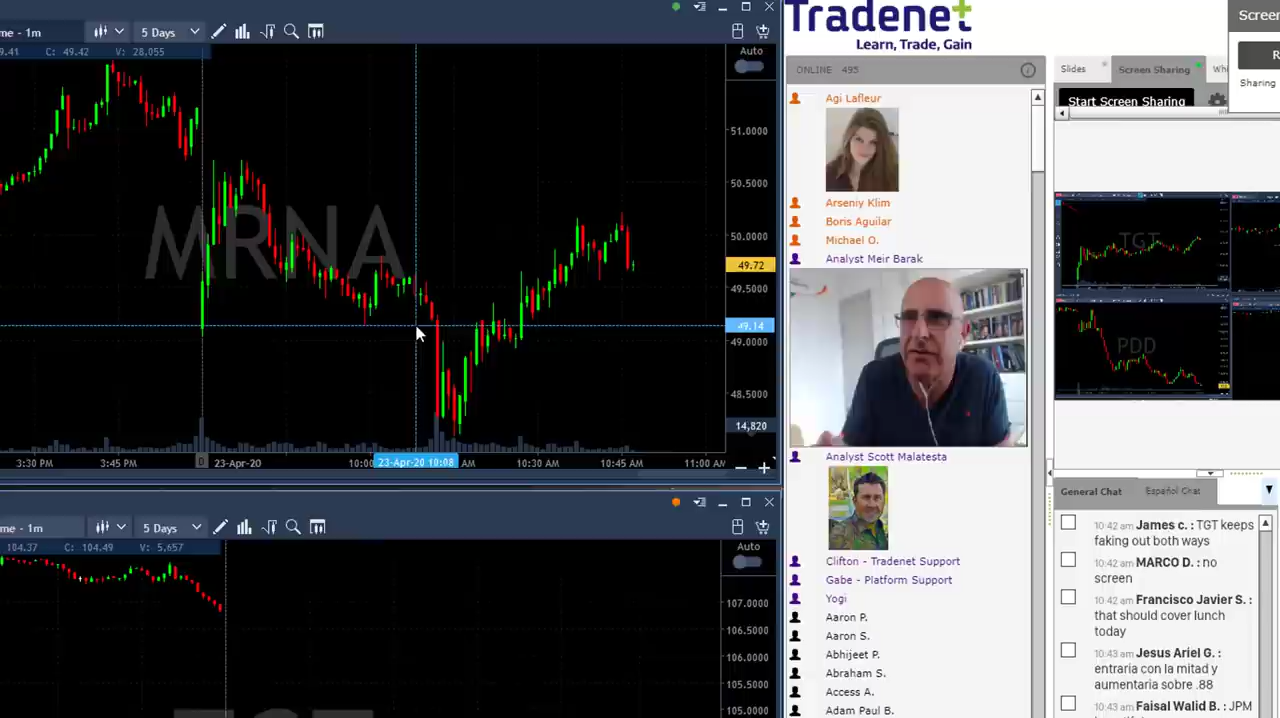 me - 1m
5 Days
9.41 C: 49.42 V: 28.055
Auto
51.0000
50.5000
50.0000
49.72
49.5000
49.14
49.0000
48.5000
14,820
MRNA
3:30 PM
3:45 PM
D
23-Apr-20
10:00
23-Apr-20 10:08
AM
10:30 AM
10:45 AM
11:00 AM
me - 1m
5 Days
104.37 C: 104.49 V: 5,657
Auto
107.0000
106.5000
106.0000
105.5000
105.0000
TGT
Tradenet
Learn, Trade, Gain
ONLINE 495
Agi Lafleur
Arseniy Klim
Boris Aguilar
Michael O.
Analyst Meir Barak
Analyst Scott Malatesta
Clifton - Tradenet Support
Gabe - Platform Support
Yogi
Aaron P.
Aaron S.
Abhijeet P.
Abraham S.
Access A.
Adam Paul B.
Screen
R
Sharing
Slides
Screen Sharing
Whi
Start Screen Sharing
TGT
PDD
General Chat
Español Chat
10:42 am James c. : TGT keeps
faking out both ways
10:42 am MARCO D. : no
screen
10:42 am Francisco Javier S. :
that should cover lunch
today
10:43 am Jesus Ariel G. :
entraria con la mitad y
aumentaria sobre .88
10:43 am Faisal Walid B. : JPM